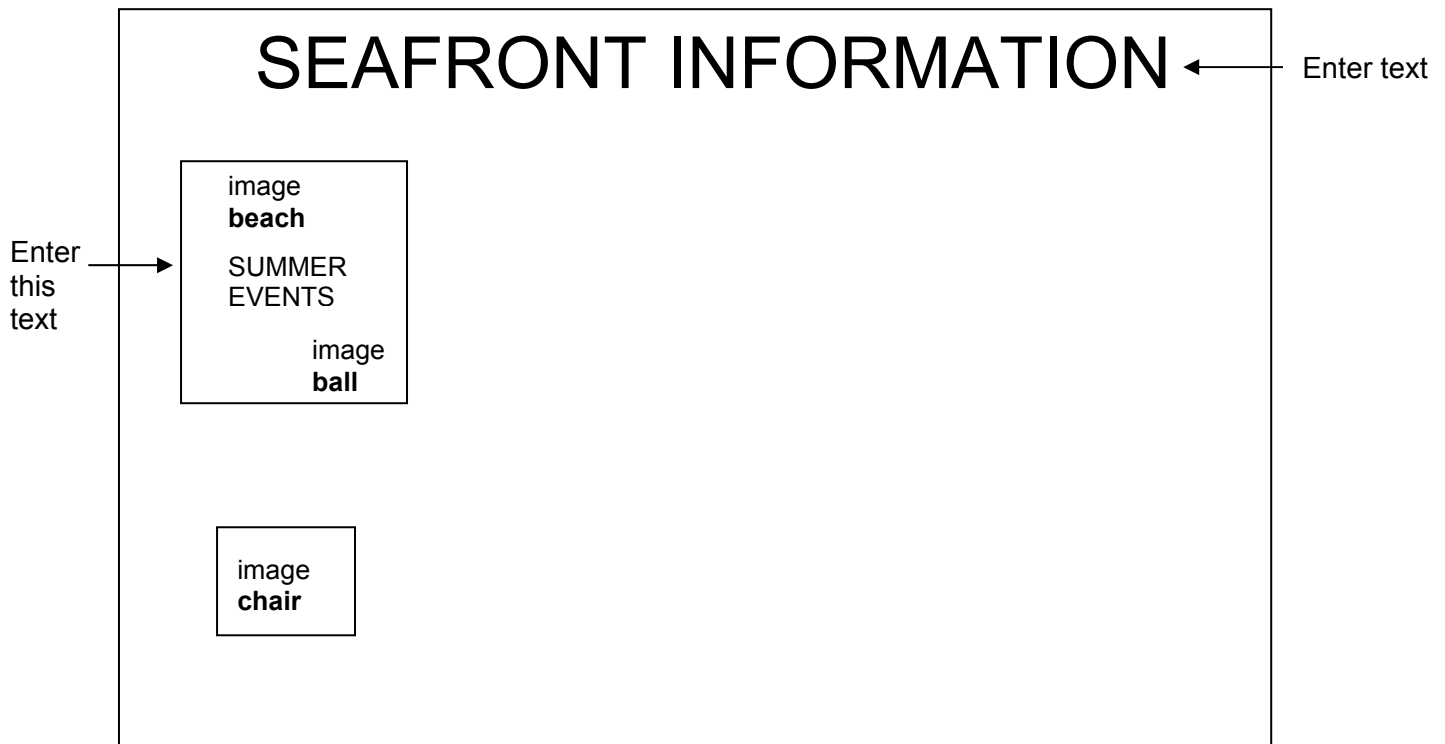 SEAFRONT INFORMATION
Enter text
image
beach
Enter
this
text
SUMMER
EVENTS
image
ball
image
chair